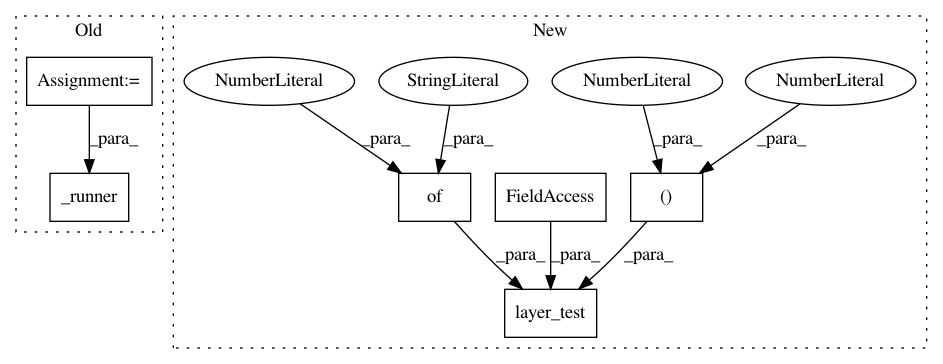 Old
New
Assignment:=
NumberLiteral
StringLiteral
NumberLiteral
NumberLiteral
_para_
_para_
_para_
_para_
_para_
_runner
of
FieldAccess
()
_para_
_para_
_para_
layer_test